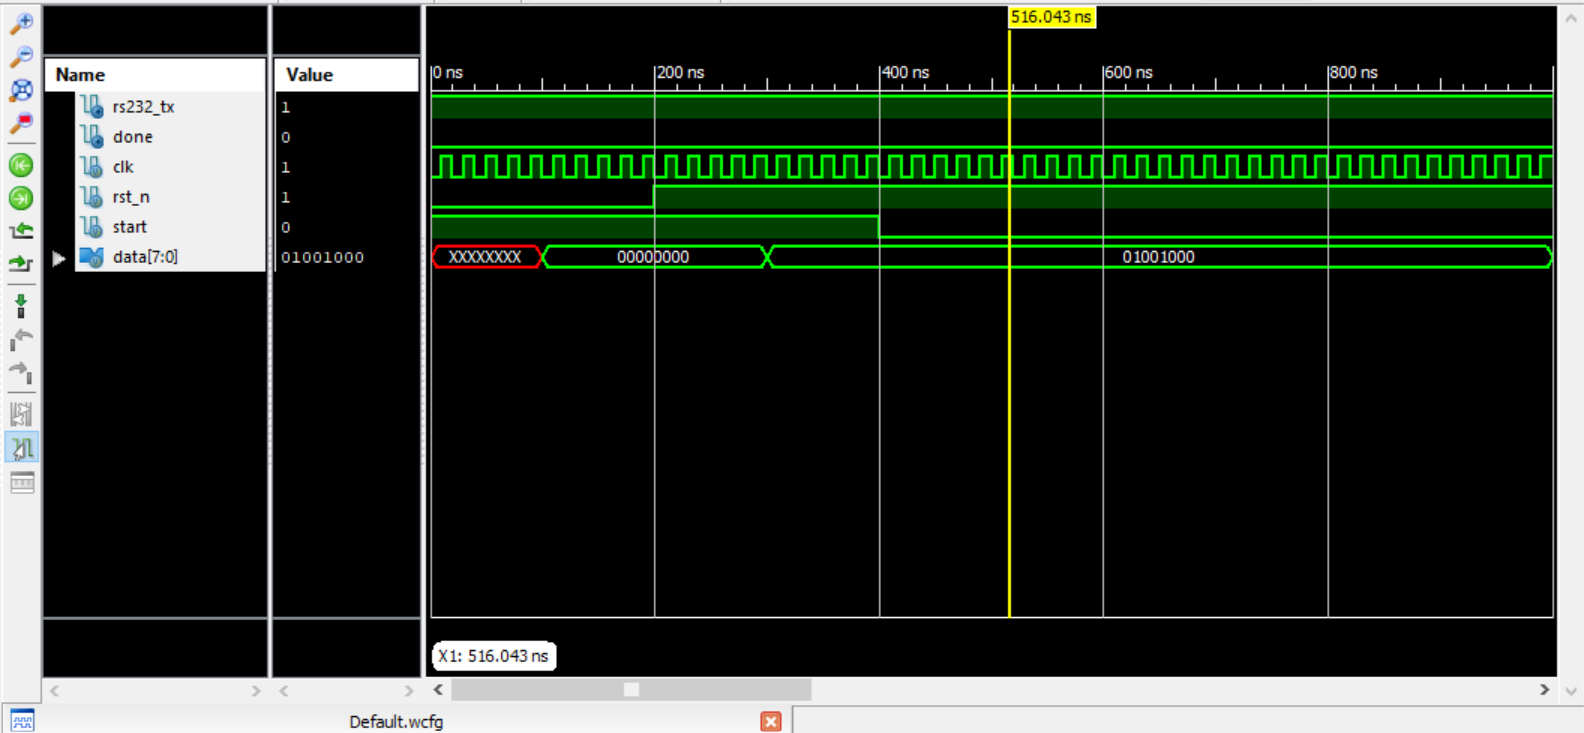 516.043 ns
Name
Value
0 ns
200 ns
400 ns
600 ns
800 ns
rs232_tx
1
done
0
clk
1
rst_n
1
start
0
data[7:0]
01001000
XXXXXXXX
00000000
01001000
X1: 516.043 ns
Default.wcfg